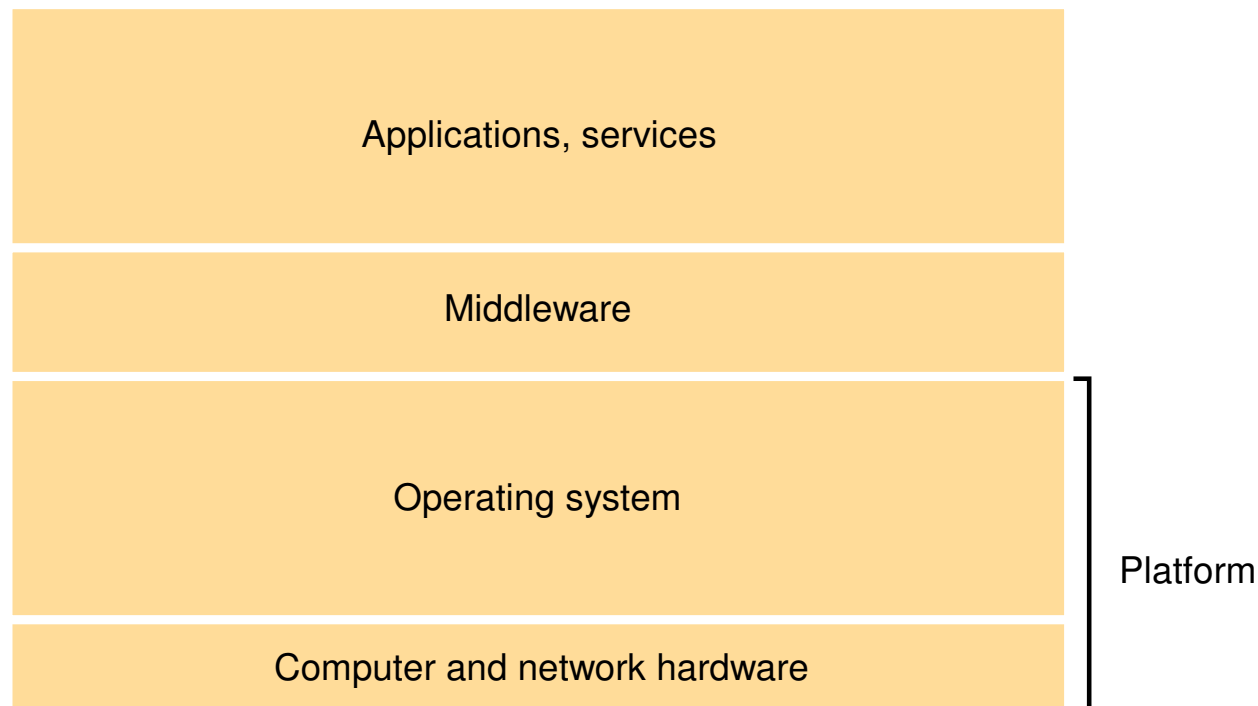 Applications, services
Middleware
Operating system
Platform
Computer and network hardware